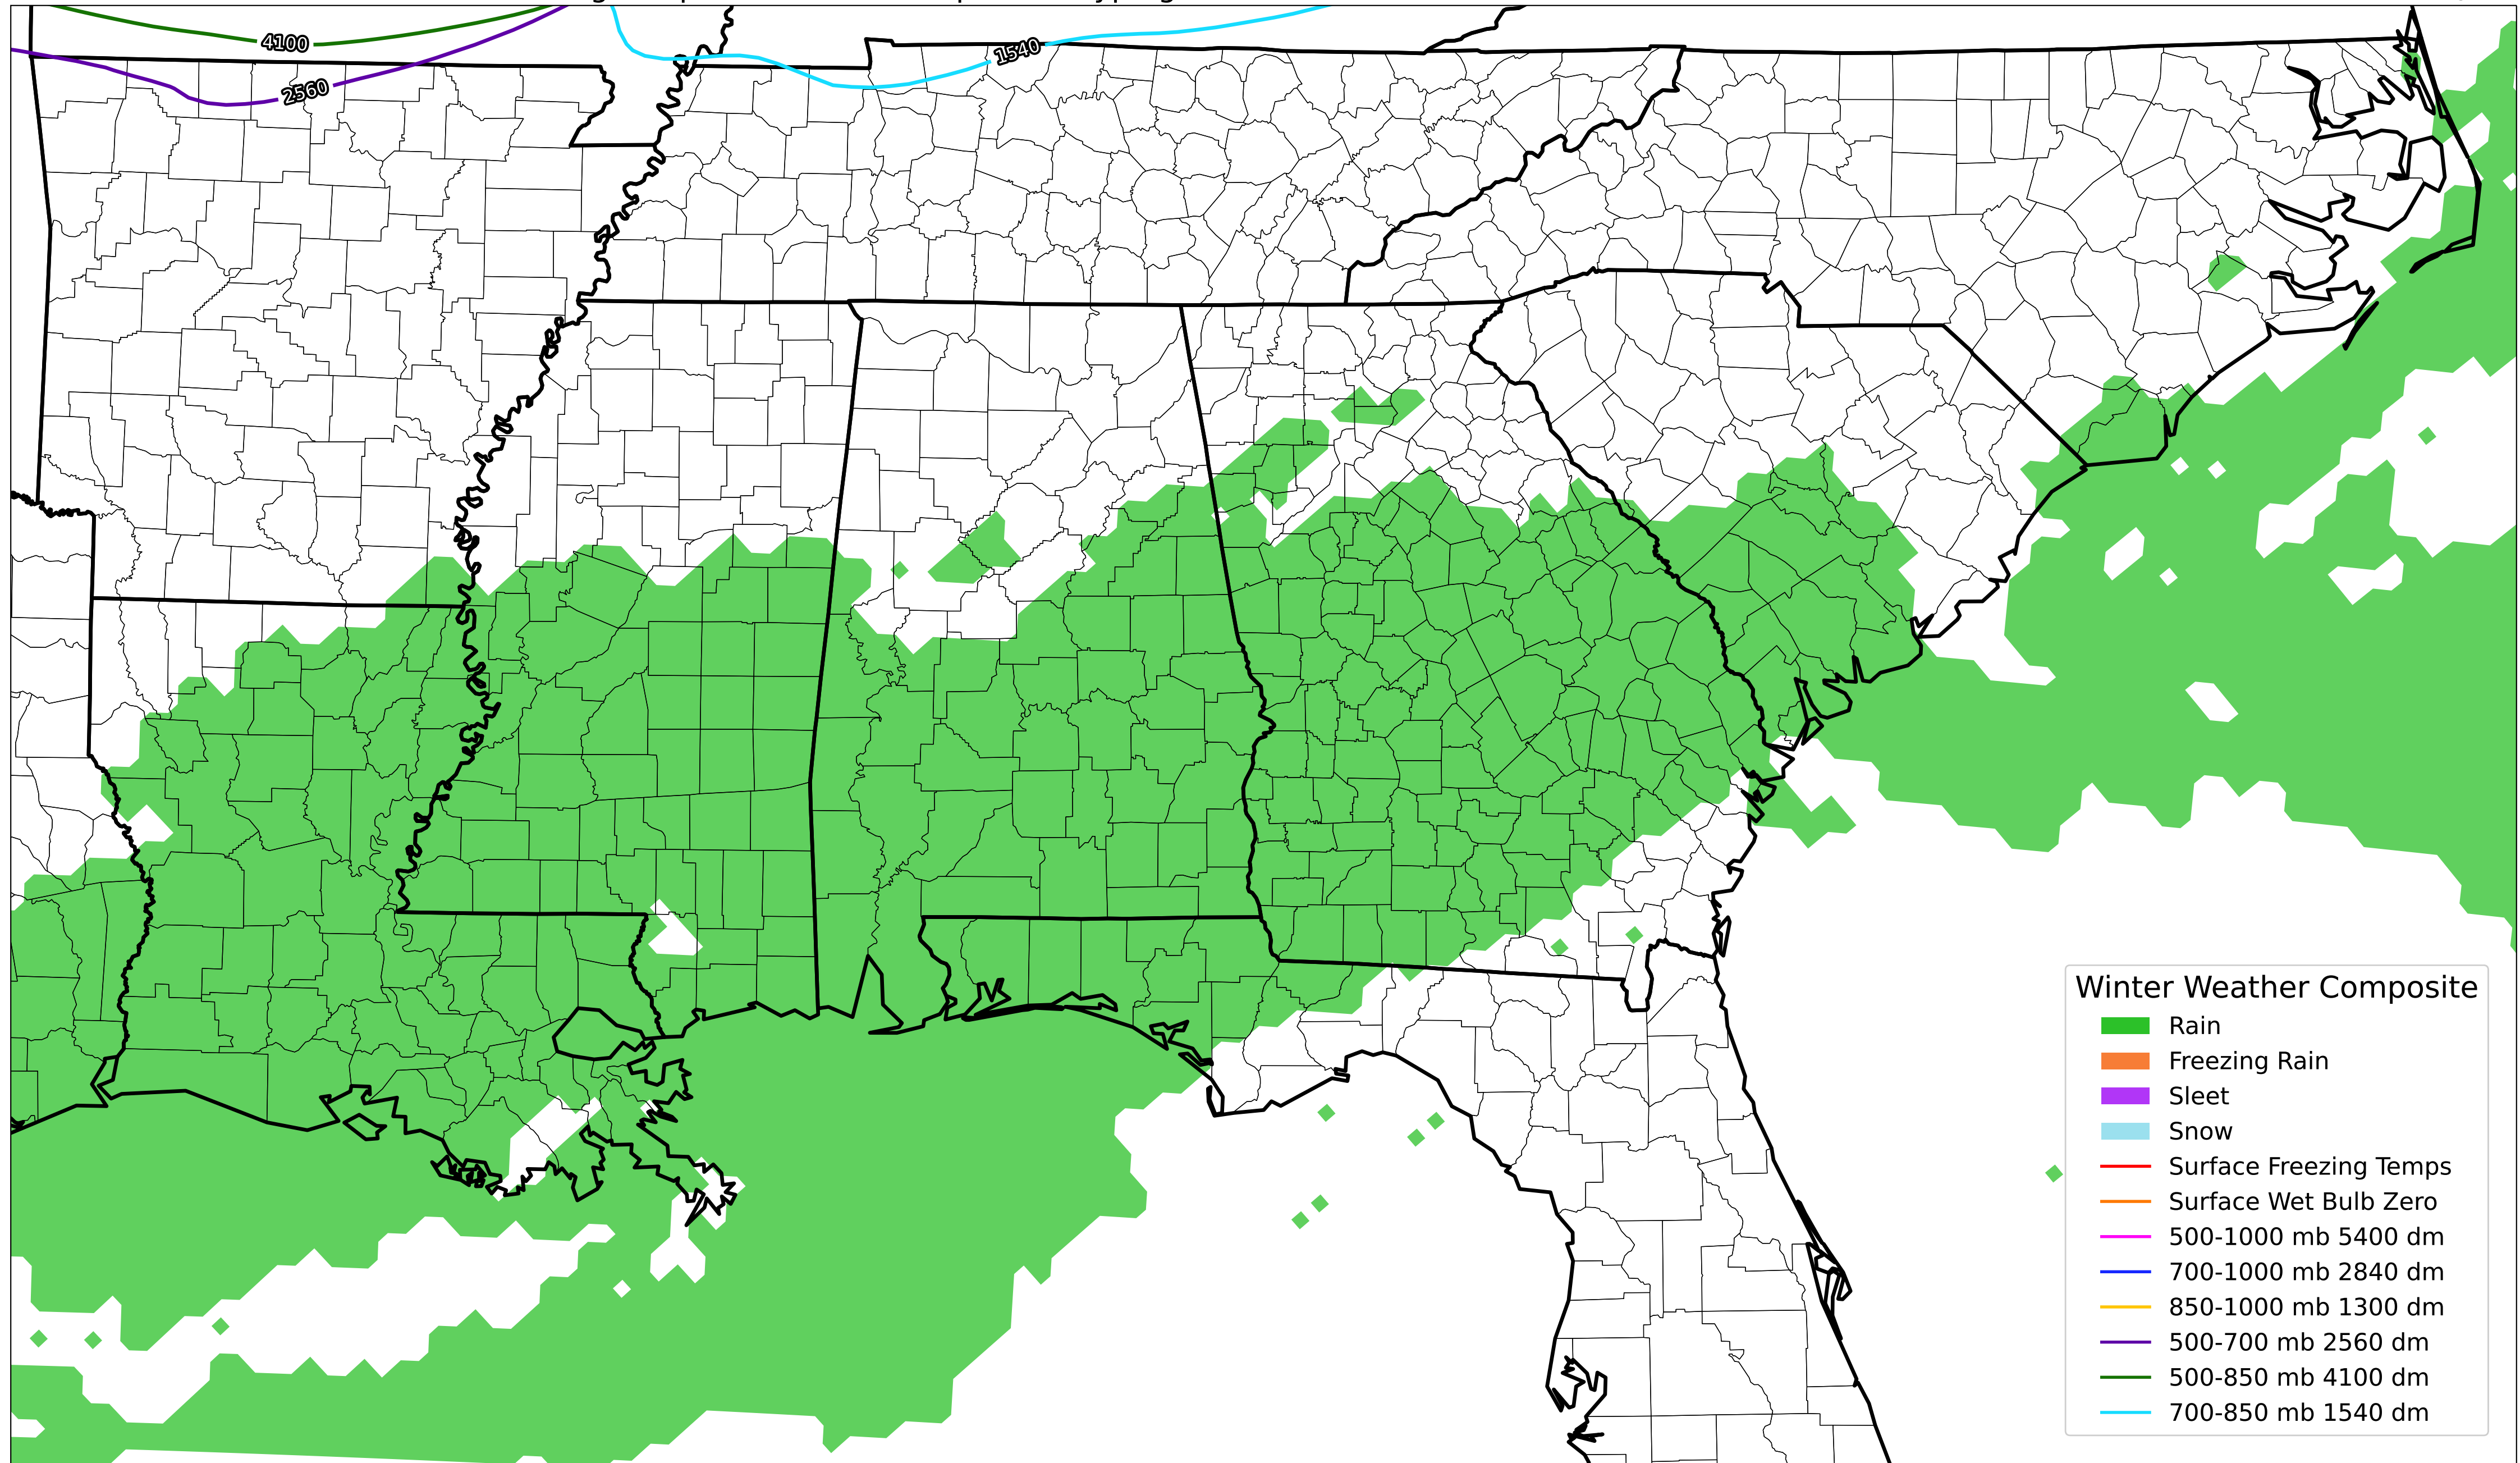 4100
2560
1540
Winter Weather Composite
Rain
Freezing Rain
Sleet
Snow
Surface Freezing Temps
Surface Wet Bulb Zero
500-1000 mb 5400 dm
700-1000 mb 2840 dm
850-1000 mb 1300 dm
500-700 mb 2560 dm
500-850 mb 4100 dm
700-850 mb 1540 dm